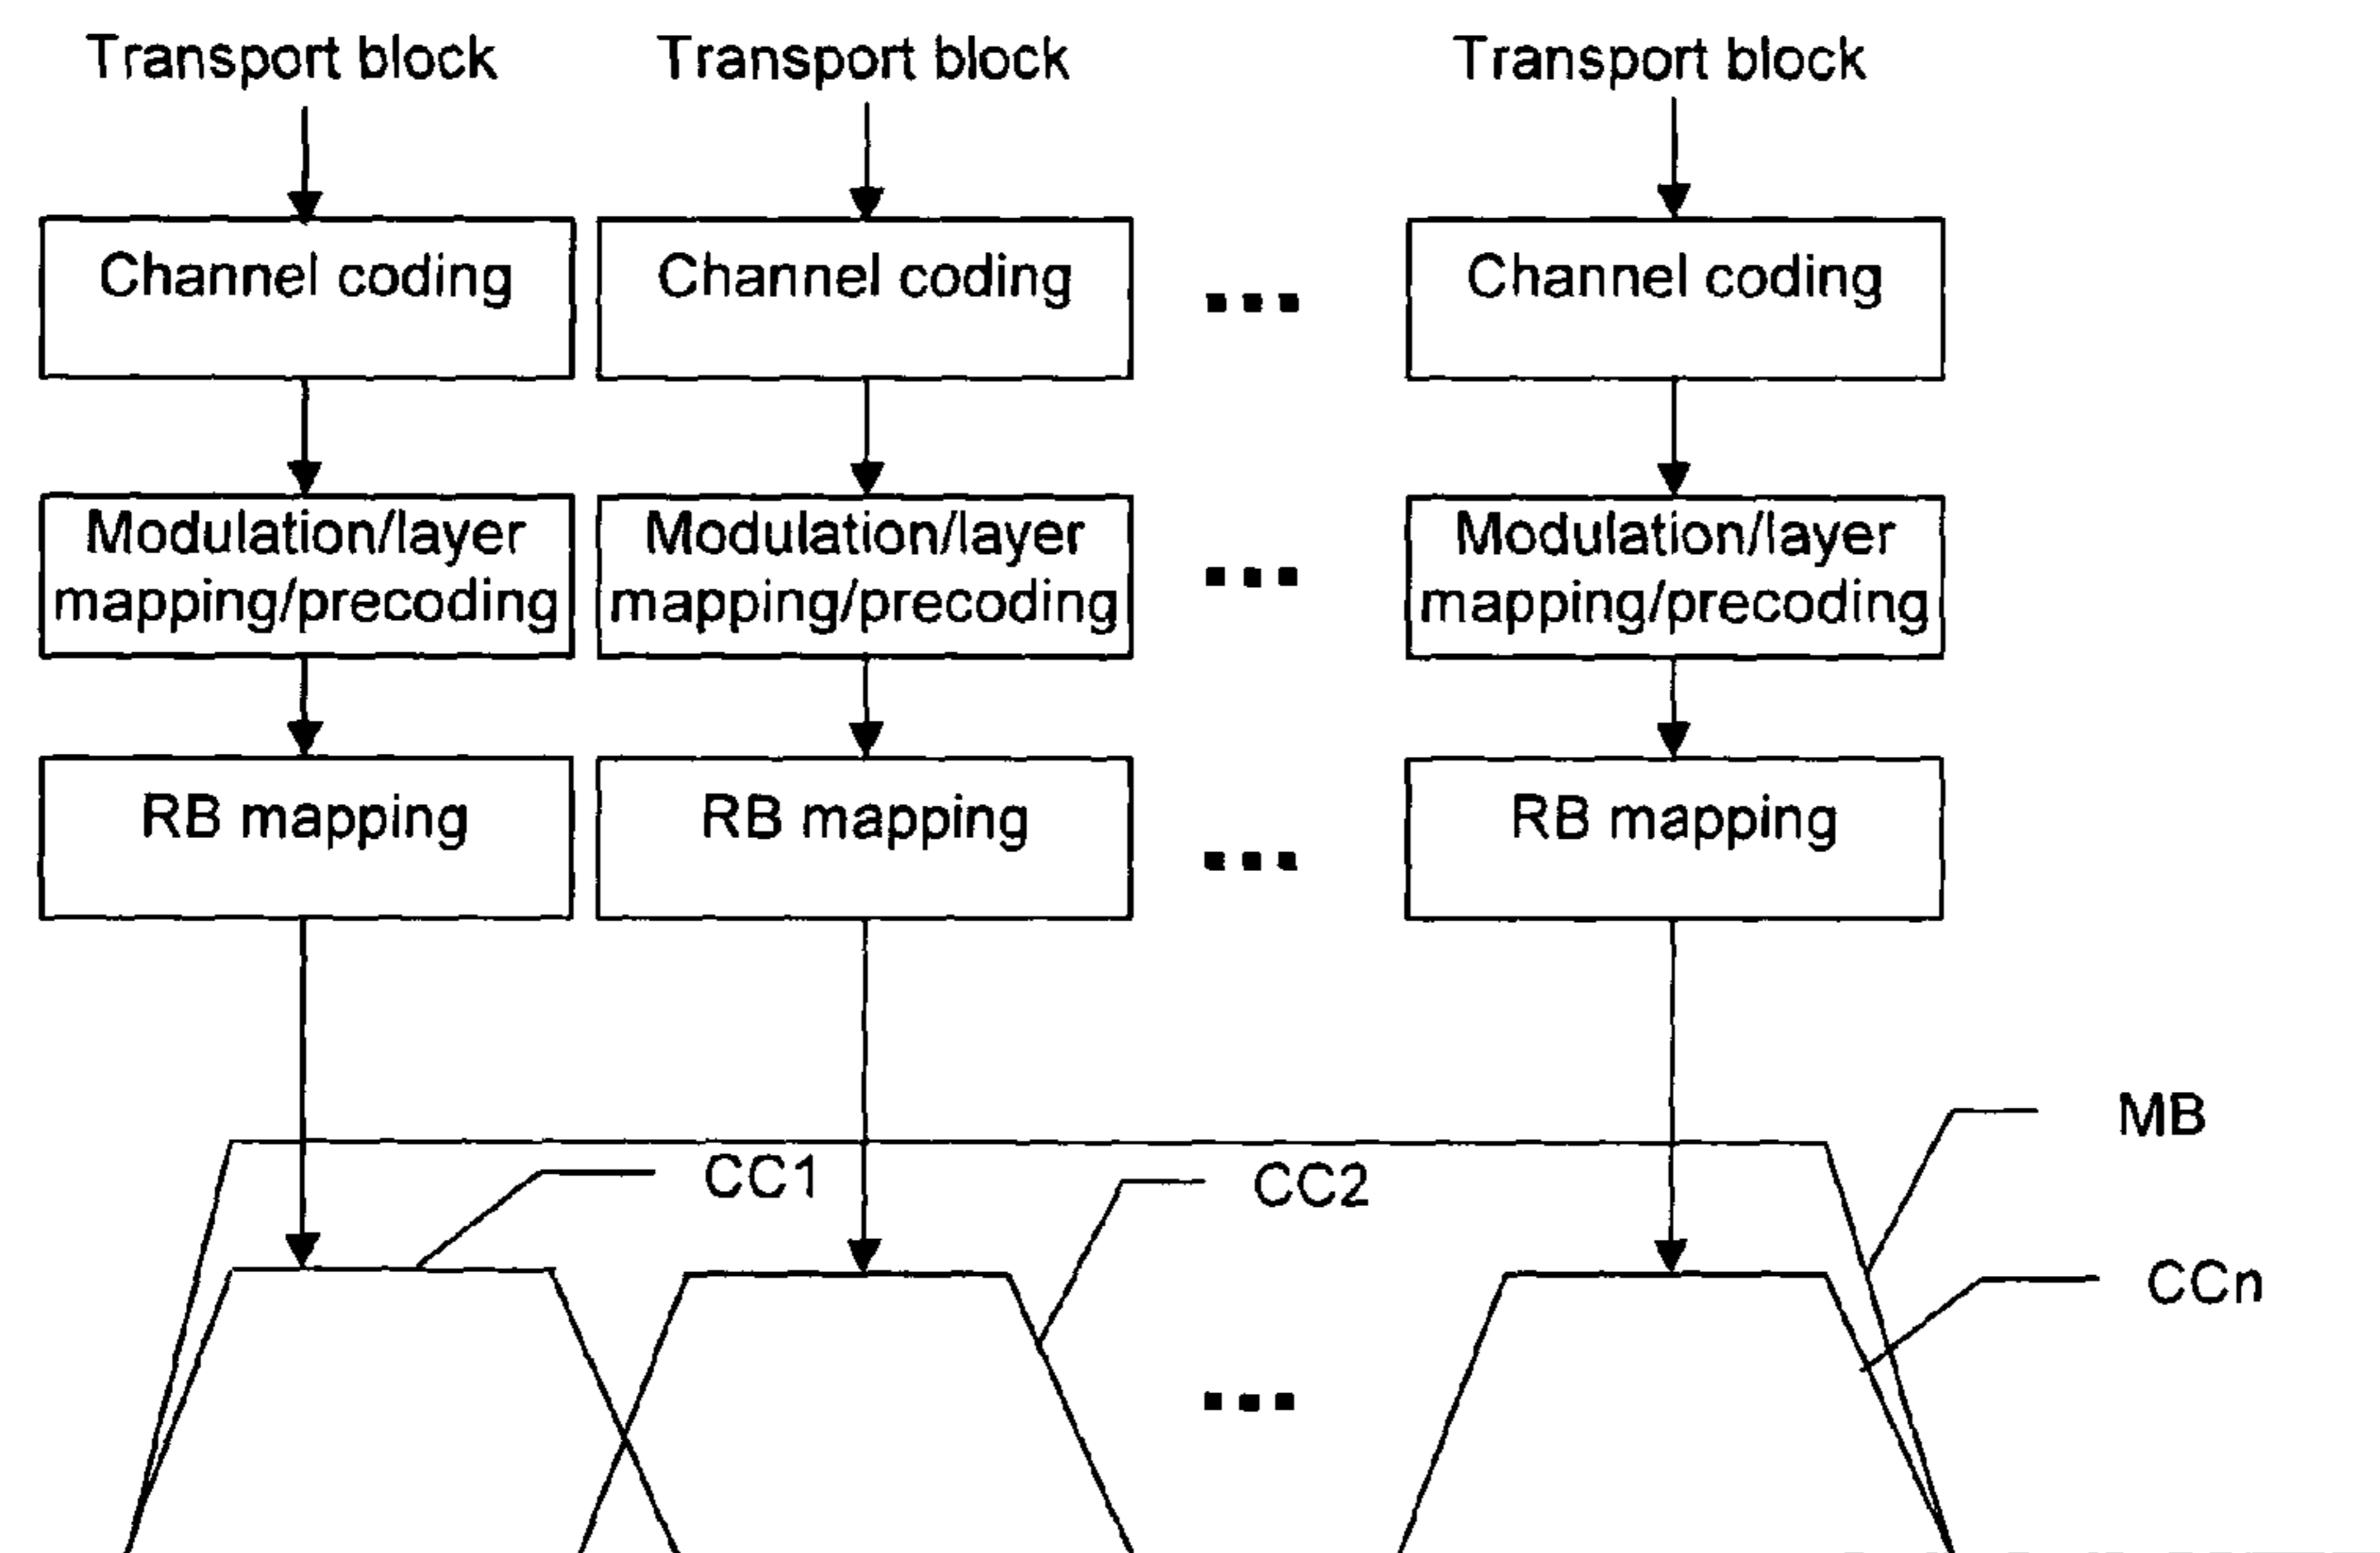 Transport block Transport block Transport block
Channel coding Channel coding ... Channel coding
Modulation/layer Modulation/layer ... Modulation/layer
mapping/precoding mapping/precoding mapping/precoding
RB mapping RB mapping ... RB mapping
MB
CC1 CC2
CCn
...